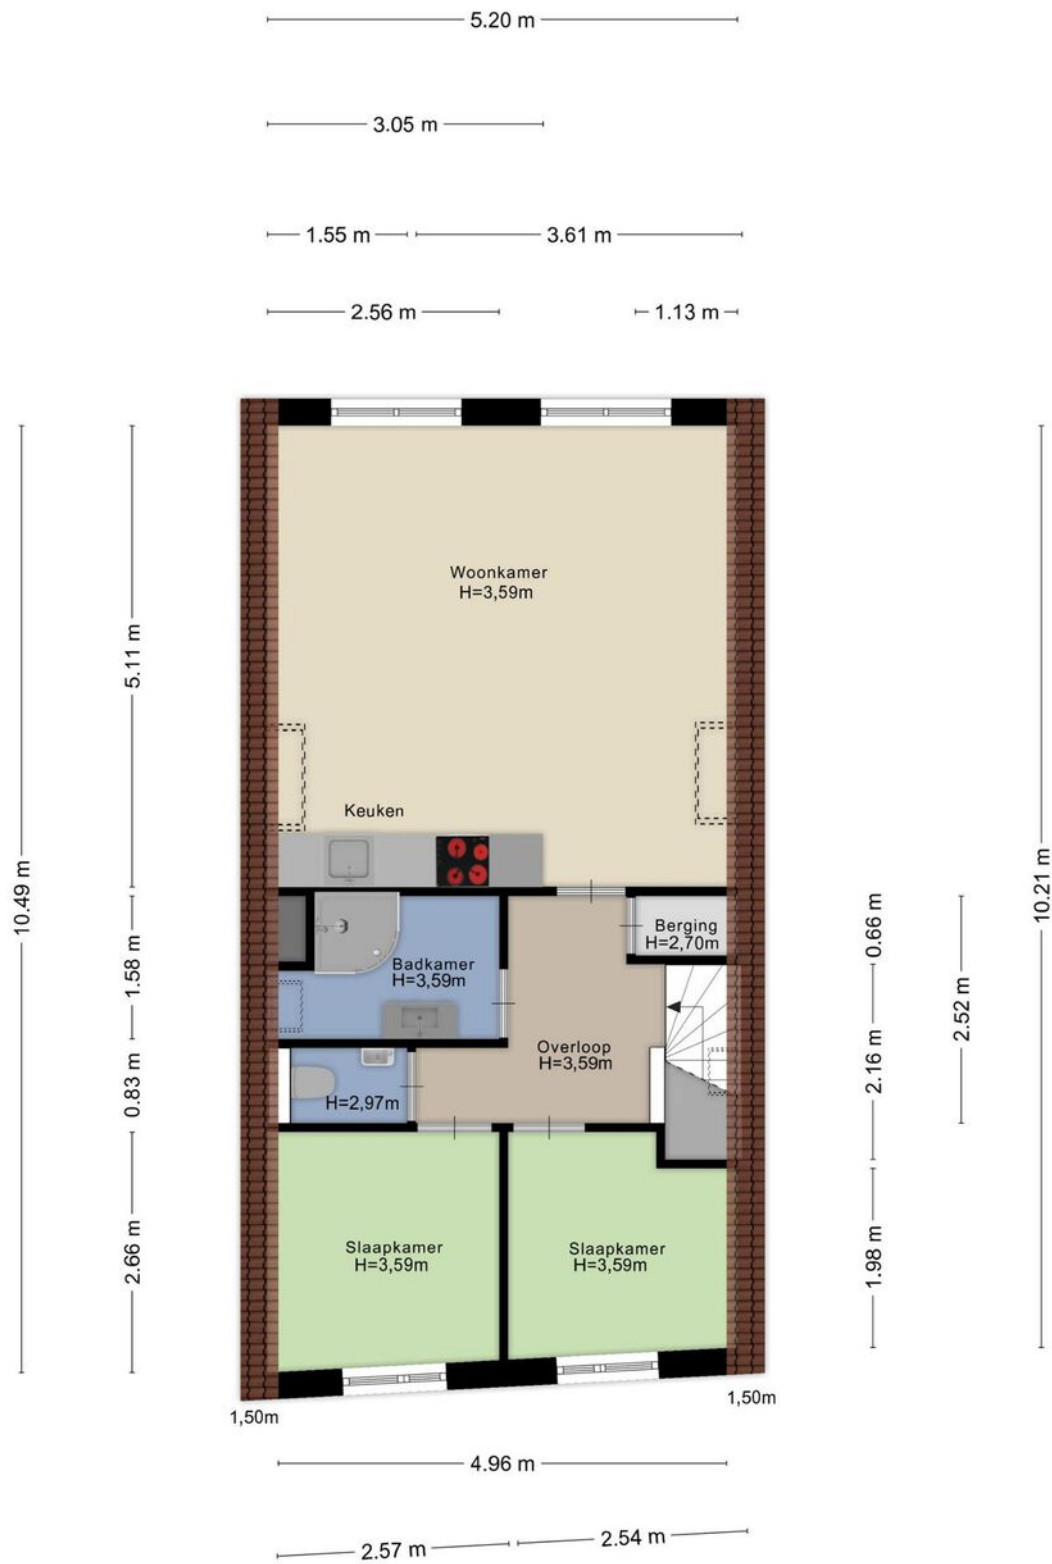 5.20 m
3.05 m
1.55 m
3.61 m
2.56 m
1.13 m
Woonkamer
H=3,59m
5.11 m
Keuken
10.49 m
10.21 m
0.66 m
Berging
H=2,70m
1.58 m
Badkamer
H=3,59m
2.52 m
Overloop
H=3,59m
2.16 m
0.83 m
H=2,97m
2.66 m
Slaapkamer
H=3,59m
Slaapkamer
H=3,59m
1.98 m
1,50m
1,50m
4.96 m
2.57 m
2.54 m